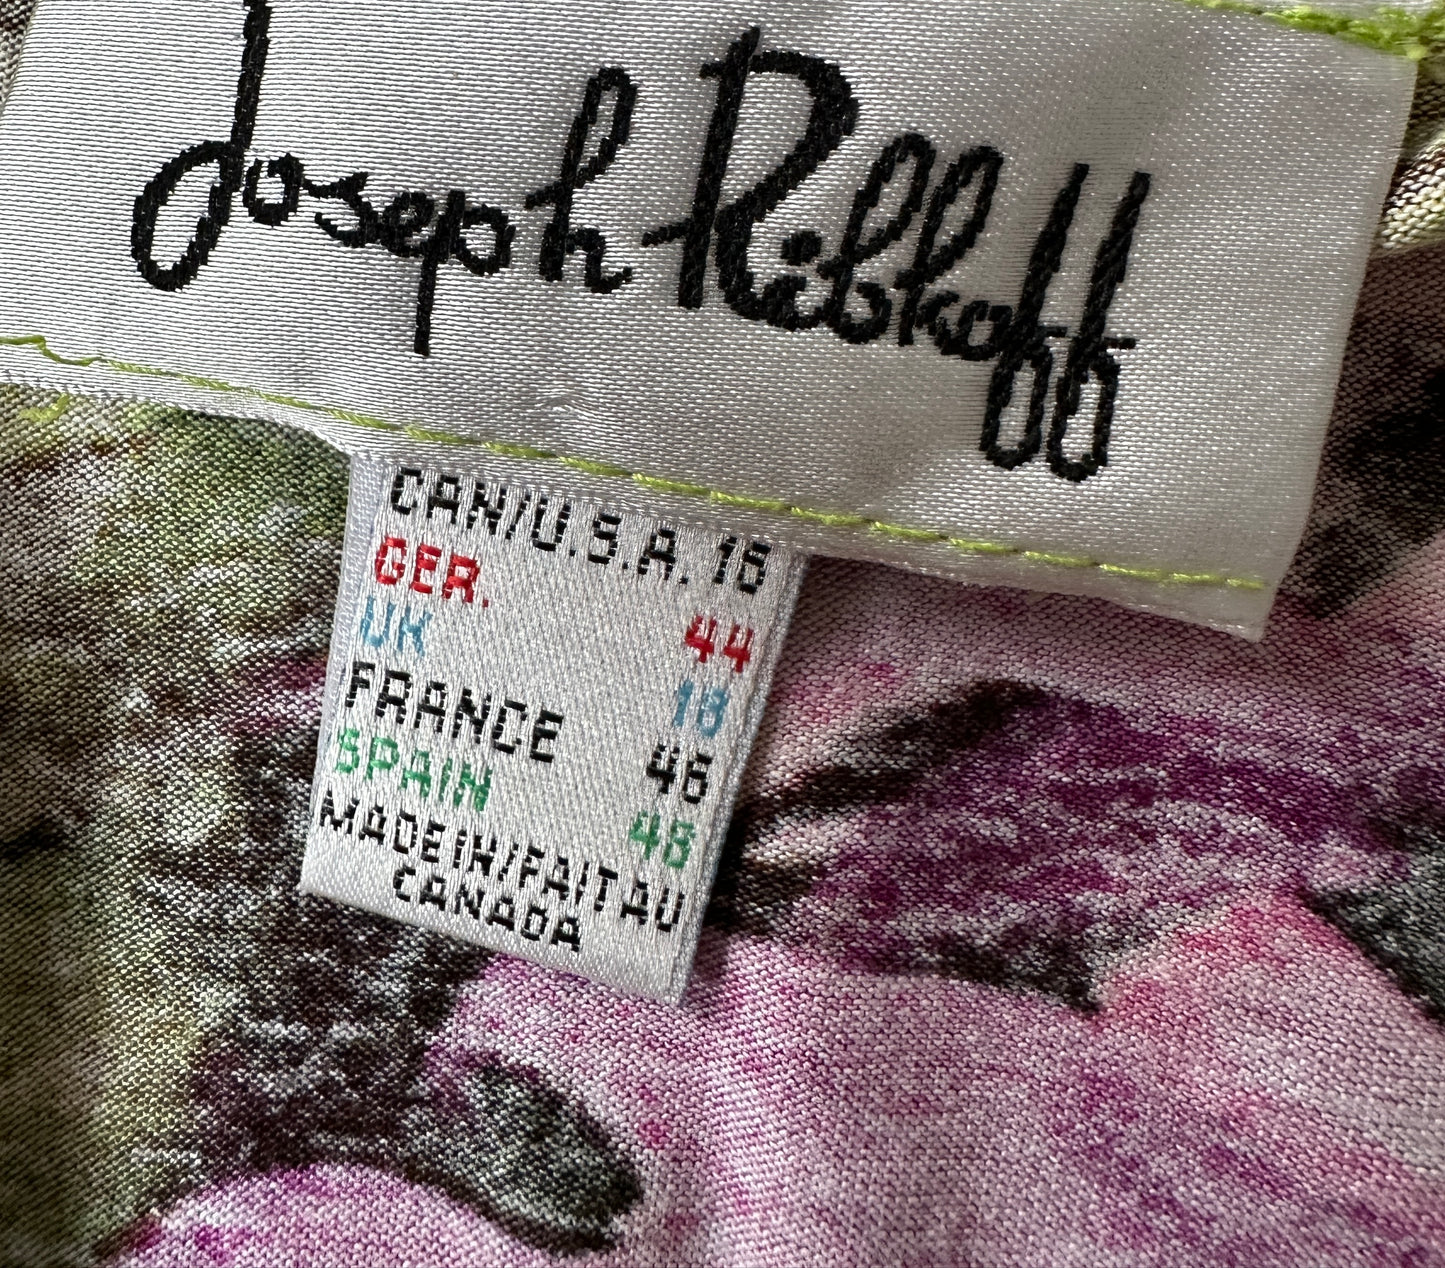 Joseph Ribkoff
CAN/U.S.A. 16
GER. 44
UK 18
FRANCE 46
SPAIN 48
MADE IN/FAIT AU
CANADA